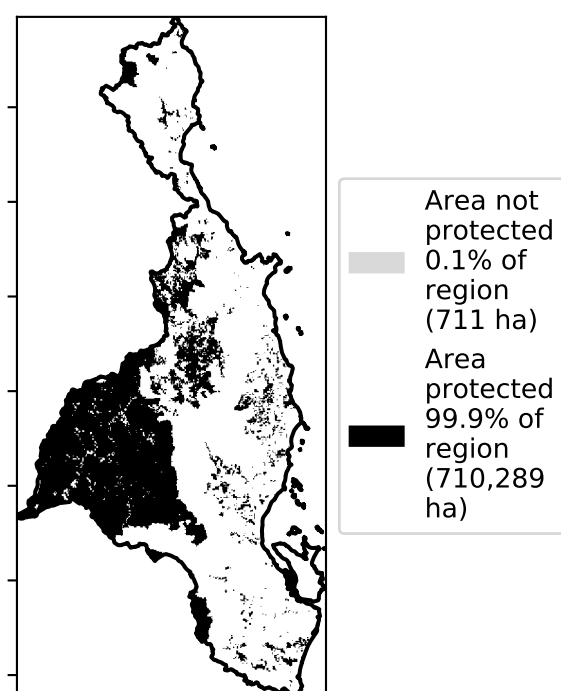 Area not
protected
0.1% of
region
(711 ha)
Area
protected
99.9% of
region
(710,289
ha)